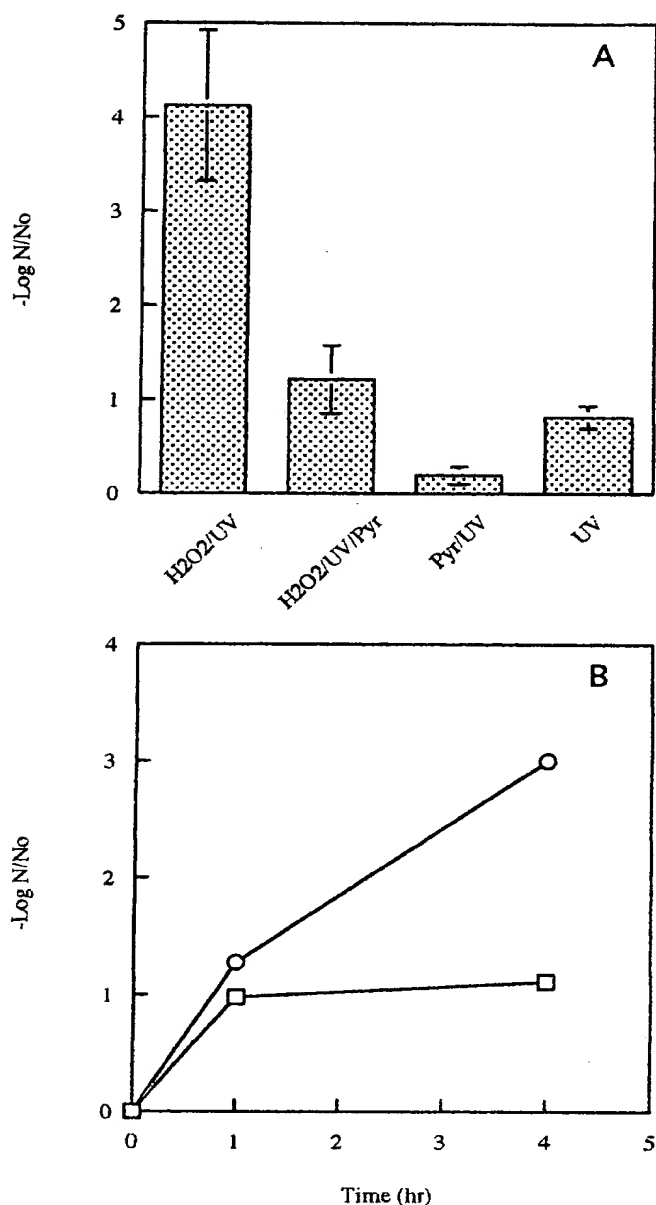 A
5
4
3
2
1
0
-Log N/No
H2O2/UV
H2O2/UV/Pyr
Pyr/UV
UV
B
4
3
2
1
0
-Log N/No
0 1 2 3 4 5
Time (hr)